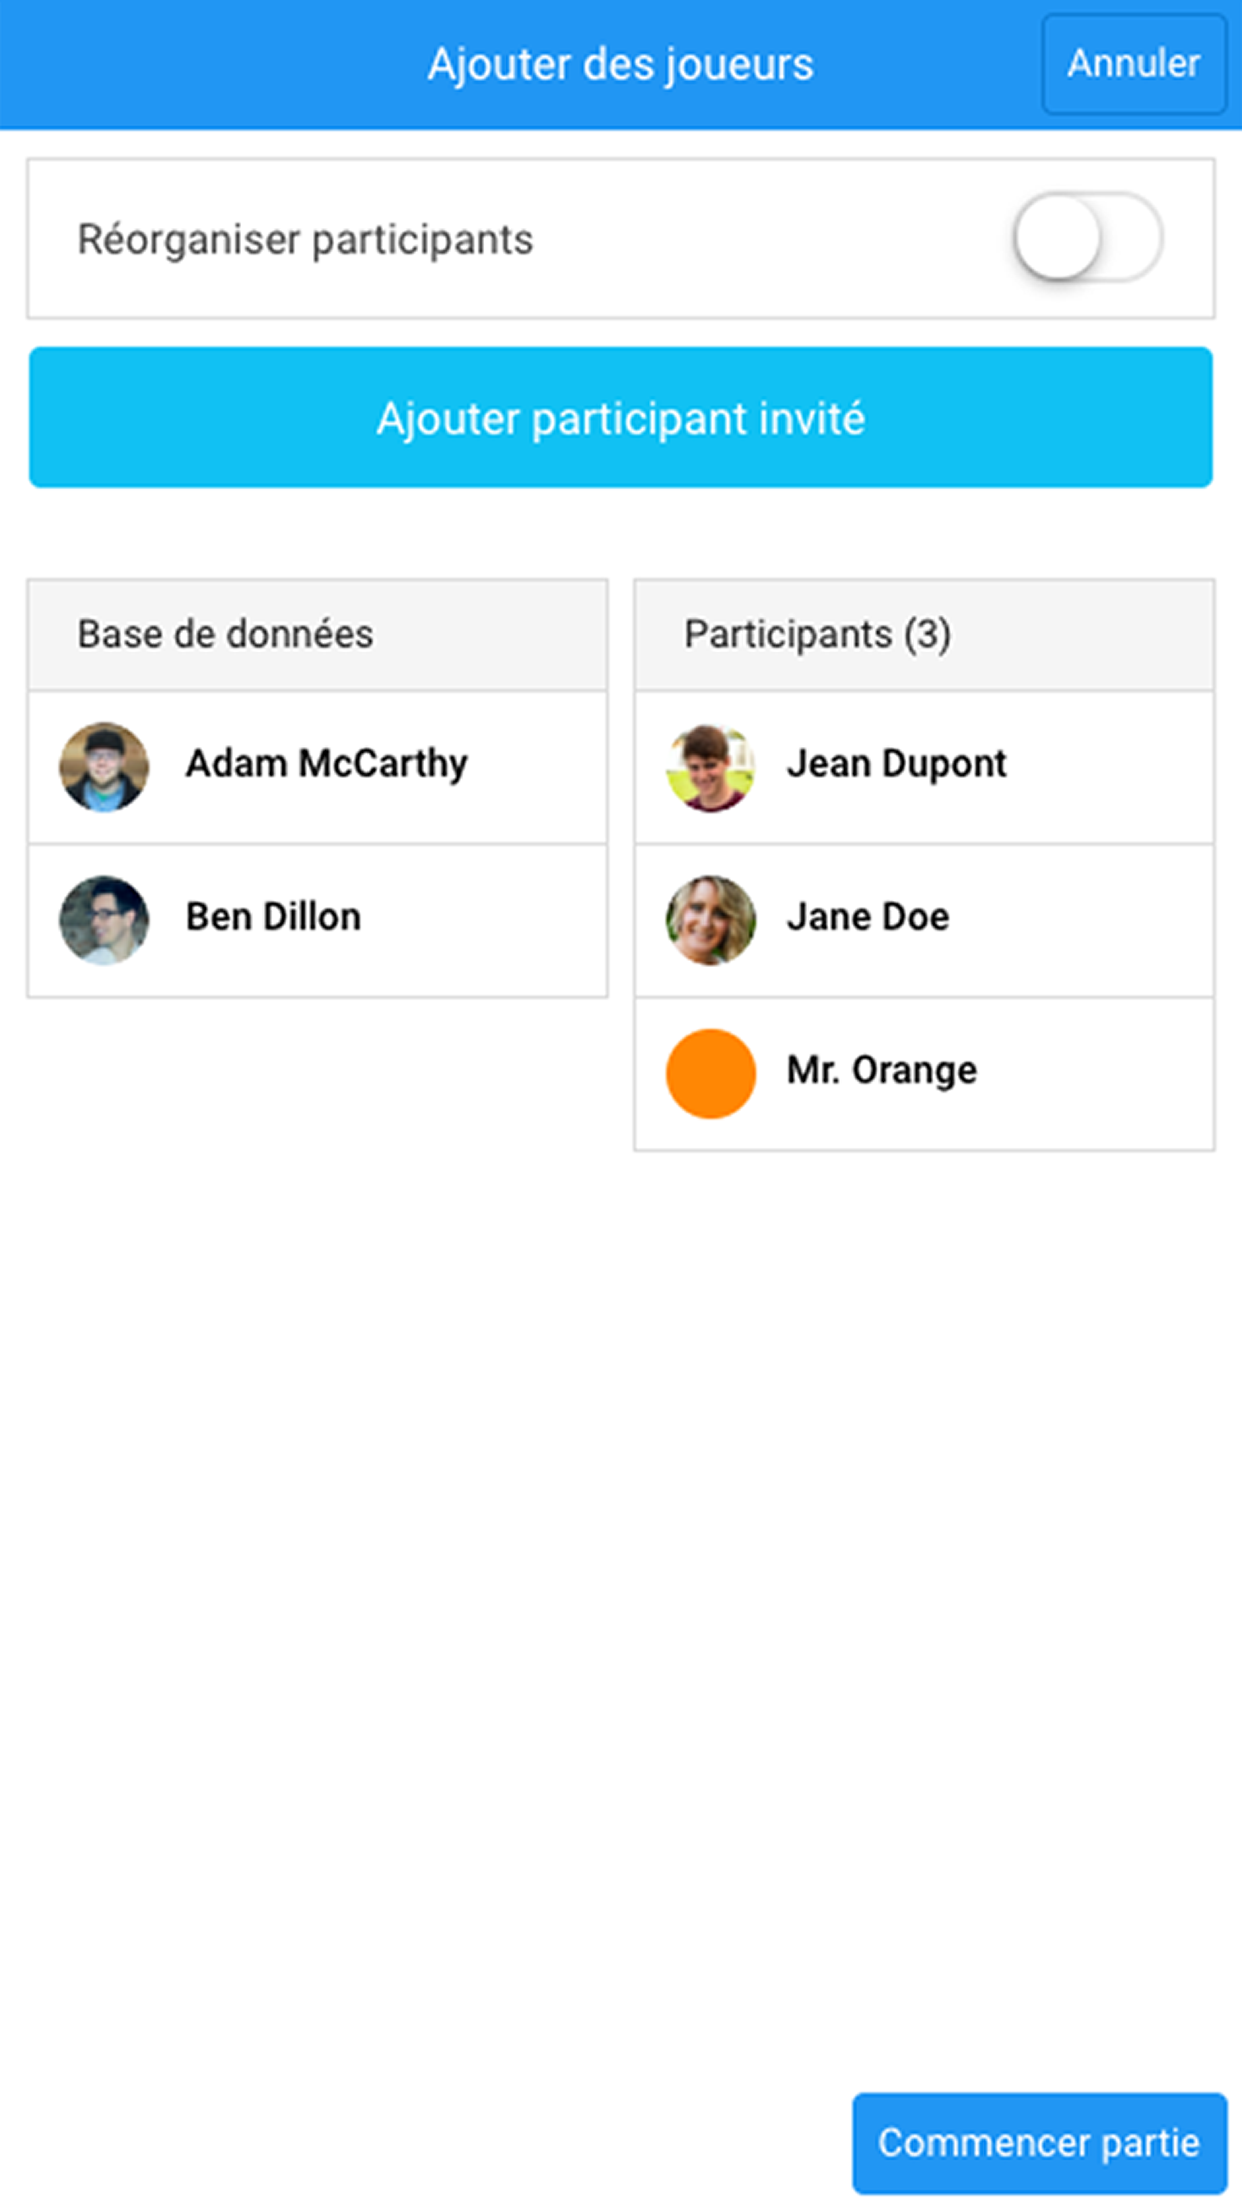 Ajouter des joueurs
Annuler
Réorganiser participants
Ajouter participant invité
Base de données
Adam McCarthy
Ben Dillon
Participants (3)
Jean Dupont
Jane Doe
Mr. Orange
Commencer partie